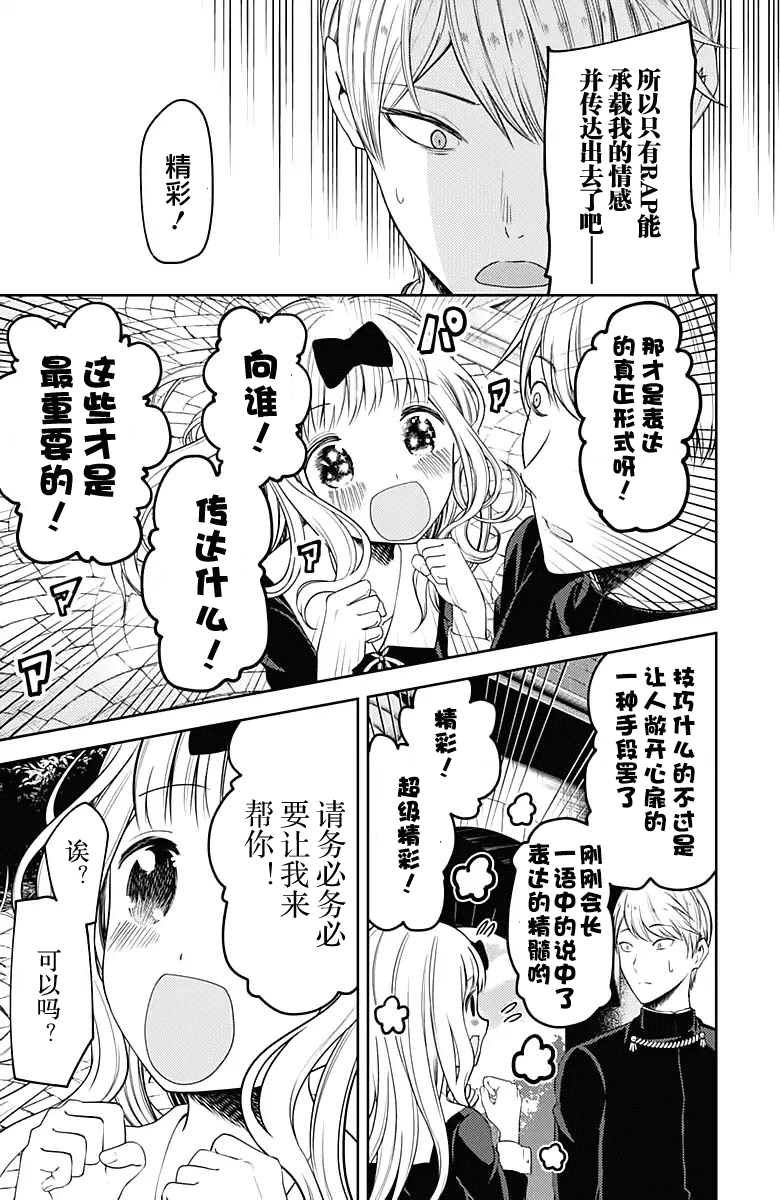 所以只有RAP能
承载我的情感
并传达出去了吧——
精彩！
那才是表达
的真正形式呀！
パアアア
向谁！
传达什么！
这些才是
最重要的！
技巧什么的不过是
让人敞开心扉的
一种手段罢了
刚刚会长
一语中的说中了
表达的精髓哟
精彩！
超级精彩！
请务必务必
要让我来
帮你！
诶？
可以吗？